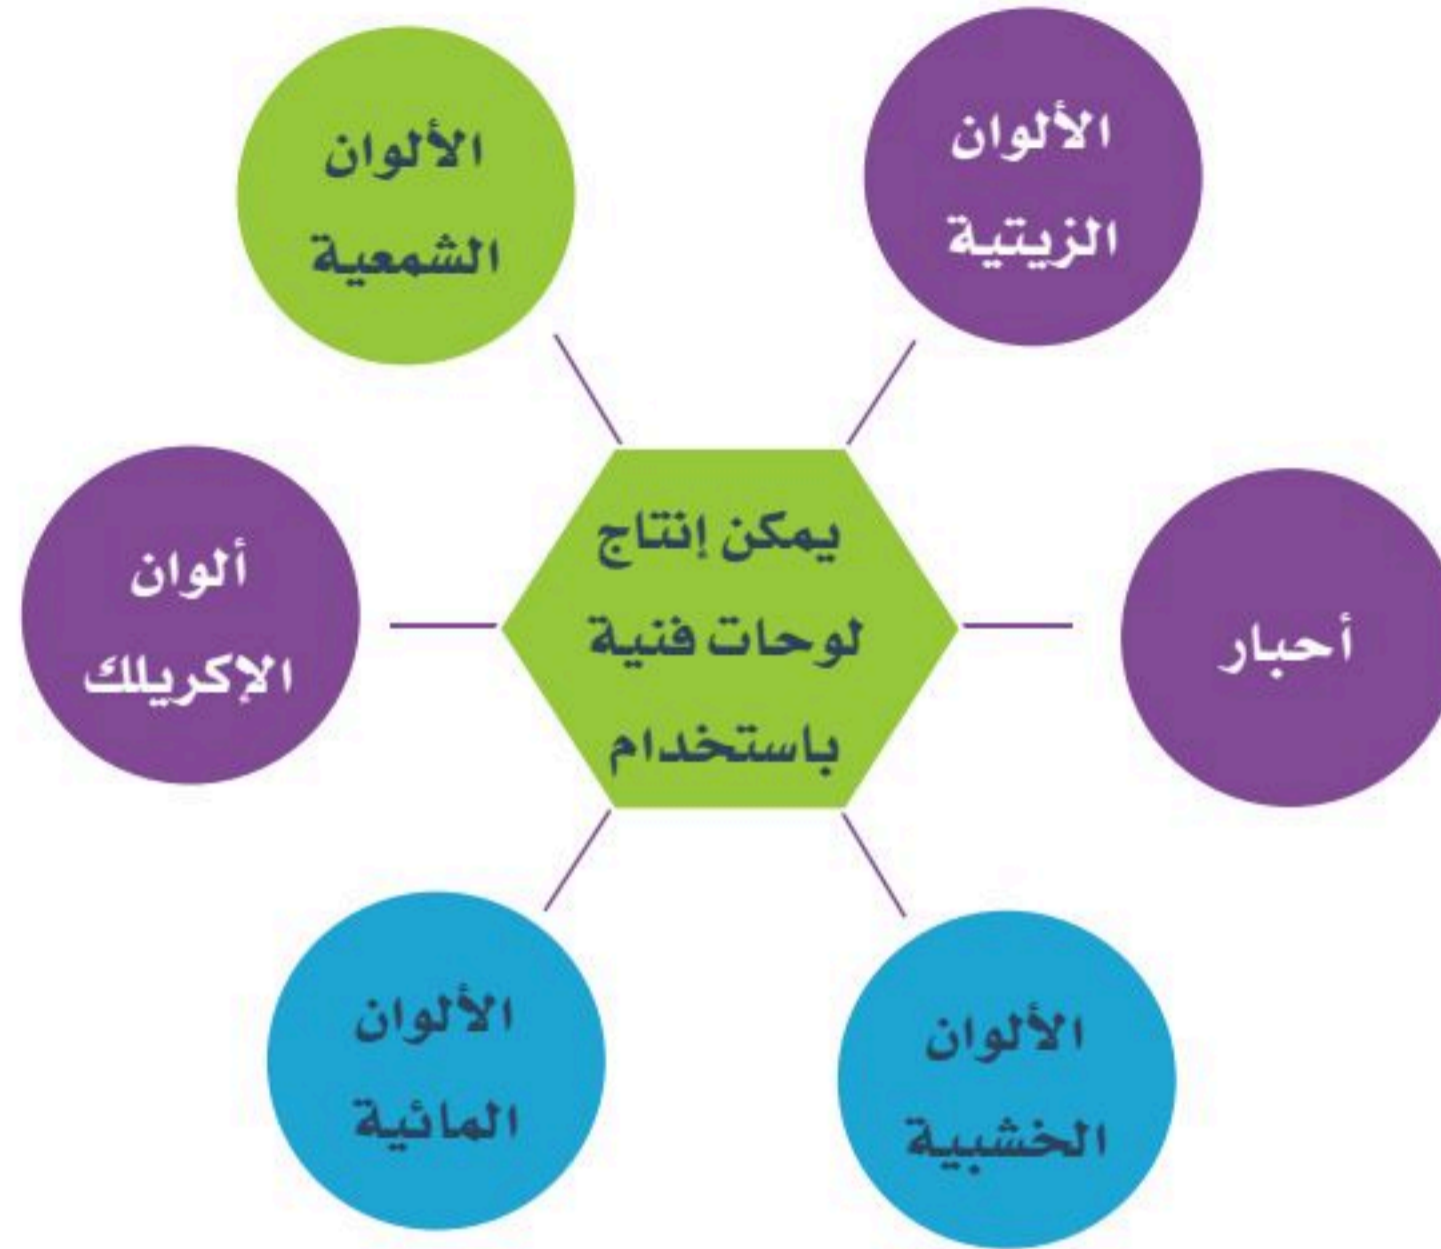 الألوان
الزيتية
الألوان
الشمعية
أحبار
يمكن إنتاج
لوحات فنية
باستخدام
ألوان
الإكريلك
الألوان
الخشبية
الألوان
المائية